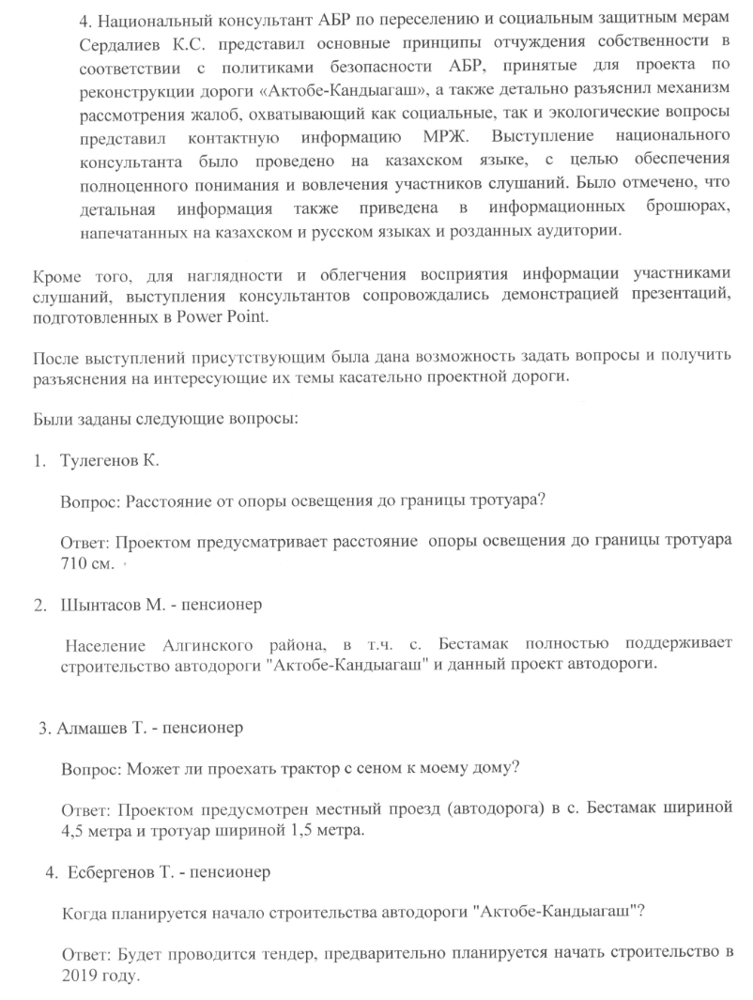 4. Национальный консультант АБР по переселению и социальным защитным мерам
Сердалиев К.С. представил основные принципы отчуждения собственности в
соответствии с политиками безопасности АБР, принятые для проекта по
реконструкции дороги «Актобе-Кандыагаш», а также детально разъяснил механизм
рассмотрения жалоб, охватывающий как социальные, так и экологические вопросы
представил контактную информацию МРЖ. Выступление национального
консультанта было проведено на казахском языке, с целью обеспечения
полноценного понимания и вовлечения участников слушаний. Было отмечено, что
детальная информация также приведена в информационных брошюрах,
напечатанных на казахском и русском языках и розданных аудитории.
Кроме того, для наглядности и облегчения восприятия информации участниками
слушаний, выступления консультантов сопровождались демонстрацией презентаций,
подготовленных в Power Point.
После выступлений присутствующим была дана возможность задать вопросы и получить
разъяснения на интересующие их темы касательно проектной дороги.
Были заданы следующие вопросы:
1. Тулегенов К.
Вопрос: Расстояние от опоры освещения до границы тротуара?
Ответ: Проектом предусматривает расстояние опоры освещения до границы тротуара
710 см.
2. Шынтасов М. - пенсионер
Население Алгинского района, в т.ч. с. Бестамак полностью поддерживает
строительство автодороги "Актобе-Кандыагаш" и данный проект автодороги.
3. Алмашев Т. - пенсионер
Вопрос: Может ли проехать трактор с сеном к моему дому?
Ответ: Проектом предусмотрен местный проезд (автодорога) в с. Бестамак шириной
4,5 метра и тротуар шириной 1,5 метра.
4. Есбергенов Т. - пенсионер
Когда планируется начало строительства автодороги "Актобе-Кандыагаш"?
Ответ: Будет проводится тендер, предварительно планируется начать строительство в
2019 году.